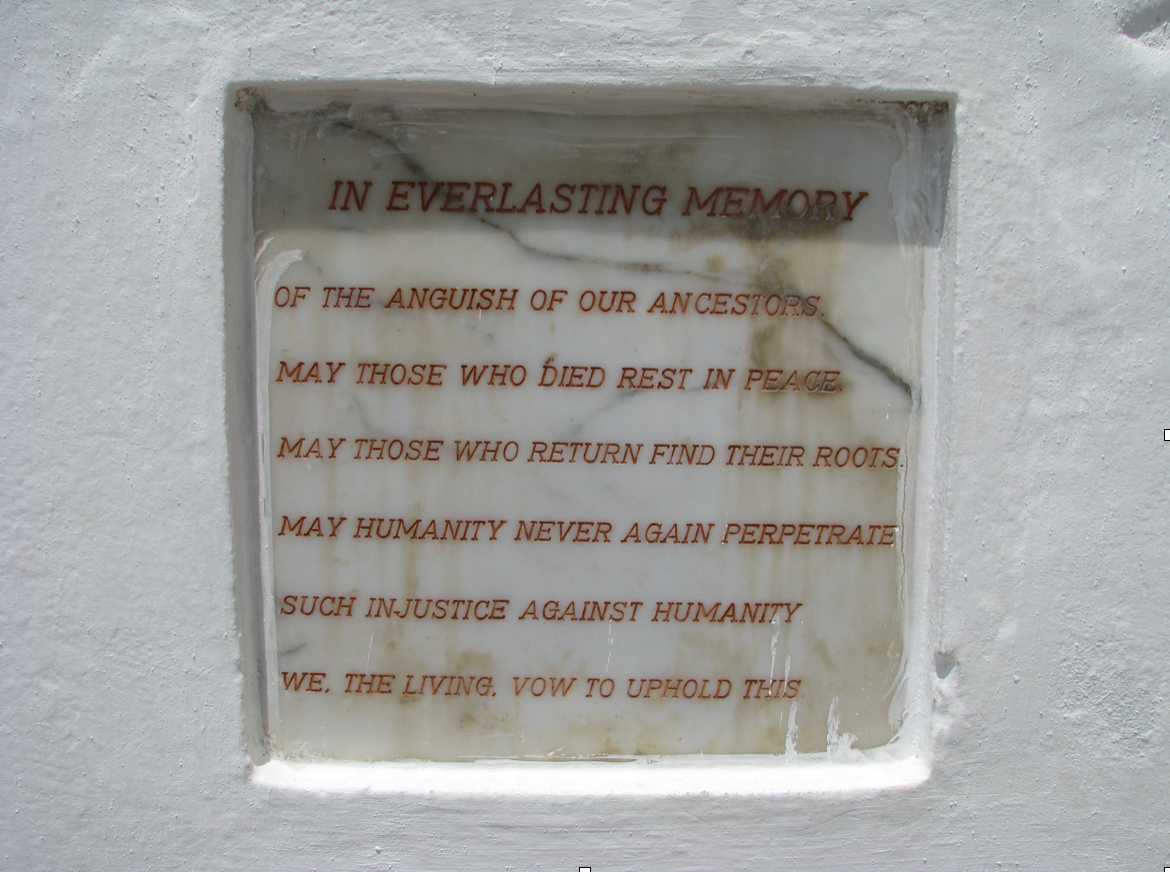 IN EVERLASTING MEMORY
OF THE ANGUISH OF OUR ANCESTORS.
MAY THOSE WHO DIED REST IN PEACE.
MAY THOSE WHO RETURN FIND THEIR ROOTS.
MAY HUMANITY NEVER AGAIN PERPETRATE
SUCH INJUSTICE AGAINST HUMANITY
WE, THE LIVING, VOW TO UPHOLD THIS